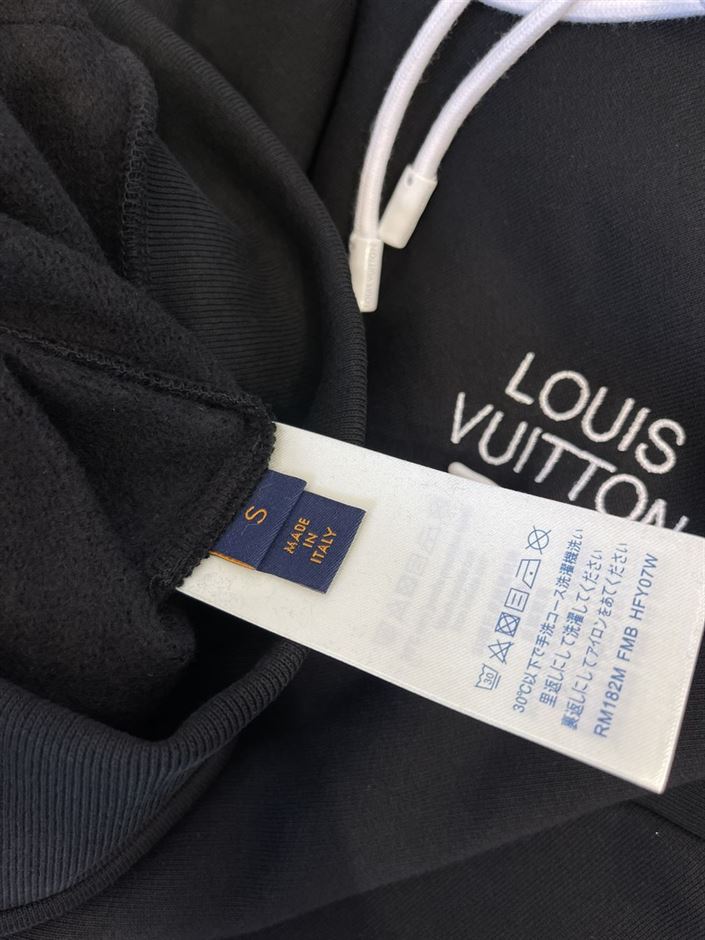 LOUIS
VUITTON
S
MADE
IN
ITALY
30
30℃以下で手洗コース洗濯機洗い
里返しにして洗濯してください
裏返しにしてアイロンをあてください
RM182M FMB HFY07W